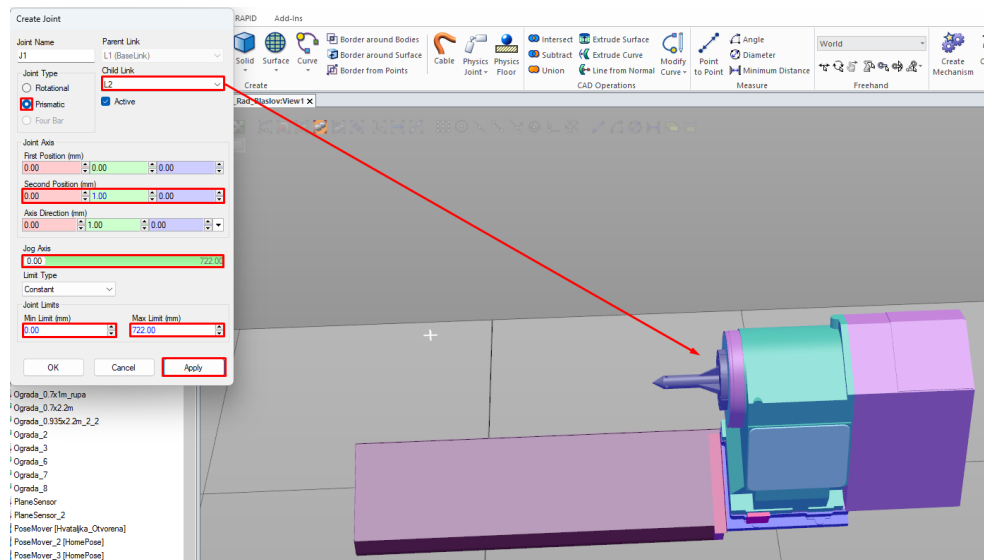 Create Joint
RAPID Add-Ins
Joint Name Parent Link
J1 L1 (BaseLink)
Joint Type Child Link
Rotational L2
Prismatic Active
Four Bar
Joint Axis
First Position (mm)
0.00 0.00 0.00
Second Position (mm)
0.00 1.00 0.00
Axis Direction (mm)
0.00 1.00 0.00
Jog Axis
0.00 722.00
Limit Type
Constant
Joint Limits
Min Limit (mm) Max Limit (mm)
0.00 722.00
OK Cancel Apply
Solid Surface Curve
Border around Bodies
Border around Surface
Border from Points
Create
Cable Physics Joint Physics Floor
Intersect Extrude Surface
Subtract Extrude Curve
Union Line from Normal
Modify Curve
CAD Operations
Point to Point
Angle
Diameter
Minimum Distance
Measure
World
Freehand
Create Mechanism
_Rad_Blaslov:View1 X
Ograda_0.7x1m_rupa
Ograda_0.7x2.2m
Ograda_0.935x2.2m_2_2
Ograda_2
Ograda_3
Ograda_6
Ograda_7
Ograda_8
PlaneSensor
PlaneSensor_2
PoseMover [Hvataljka_Otvorena]
PoseMover_2 [HomePose]
PoseMover_3 [HomePose]